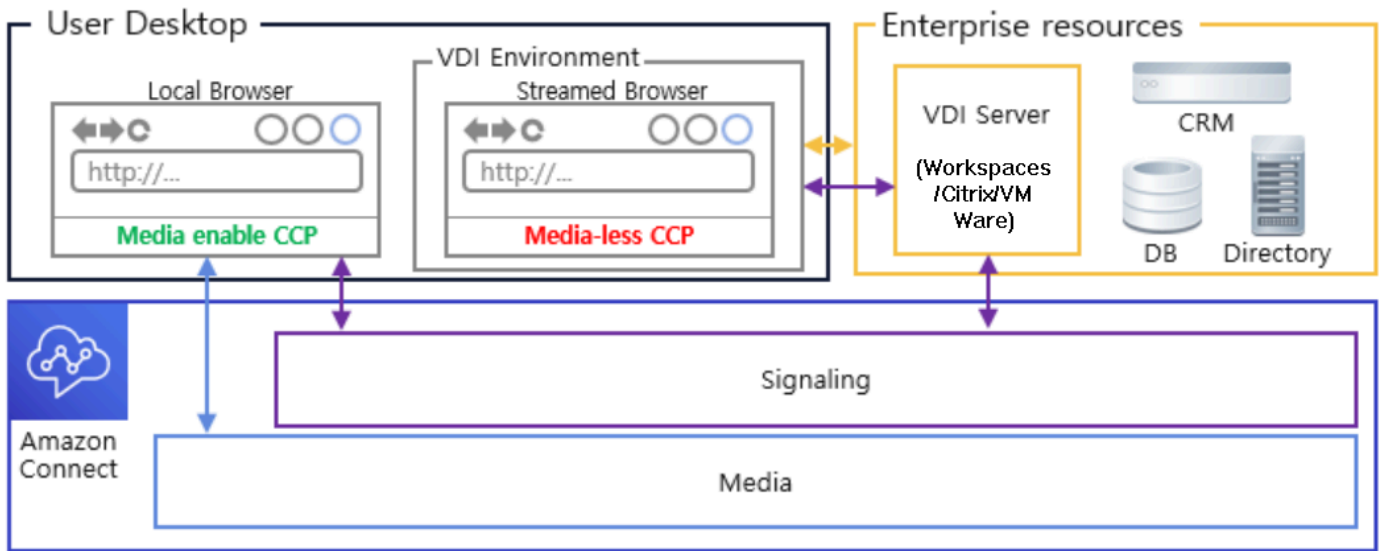 User Desktop
Enterprise resources
VDI Environment
Local Browser
Streamed Browser
http://...
http://...
Media enable CCP
Media-less CCP
VDI Server
(Workspaces
/Citrix/VM
Ware)
CRM
DB
Directory
Amazon
Connect
Signaling
Media